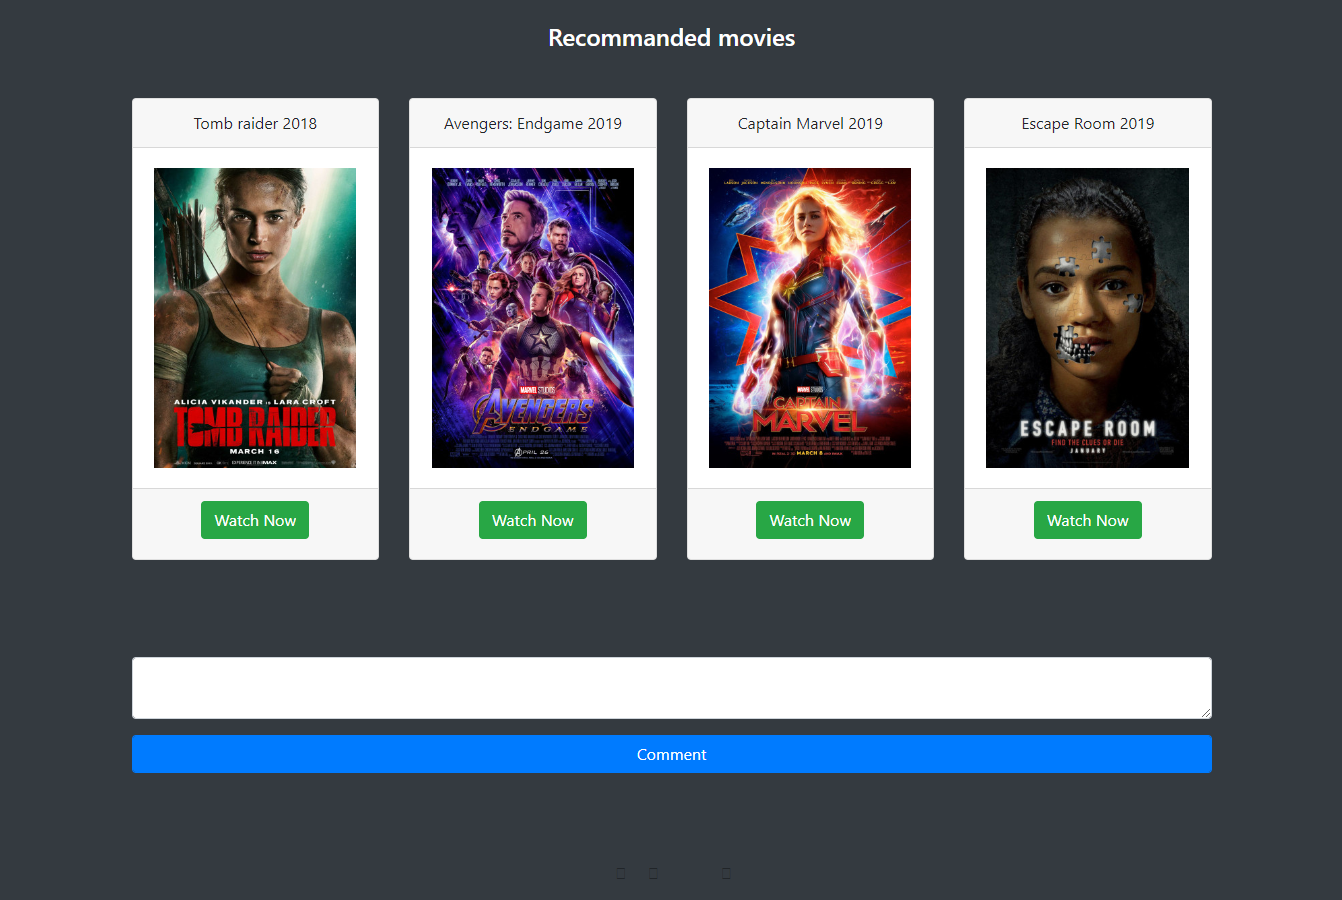 Recommanded movies
Tomb raider 2018
Avengers: Endgame 2019
Captain Marvel 2019
Escape Room 2019
ALICIA VIKANDER IS LARA CROFT
TOMB RAIDER
MARCH 16
MARVEL STUDIOS
AVENGERS
ENDGAME
APRIL 26
MARVEL STUDIOS
CAPTAIN
MARVEL
ESCAPE ROOM
FIND THE CLUES OR DIE
JANUARY
Watch Now
Watch Now
Watch Now
Watch Now
Comment